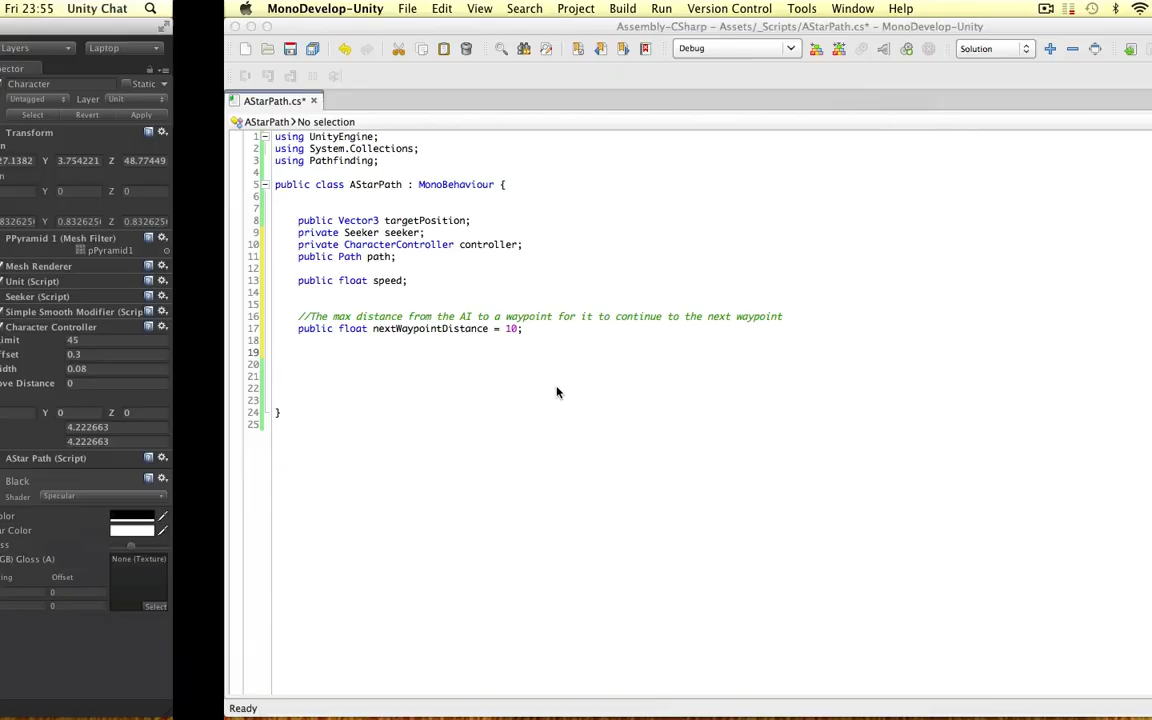 Fri 23:55 Unity Chat
Layers Laptop
Character Static
Untagged Layer Unit
Select Revert Apply
Transform
27.1382 Y 3.754221 Z 48.77449
Y 0 Z 0
0.832626 0.832626
PPyramid 1 (Mesh Filter)
pPyramid1
Mesh Renderer
Unit (Script)
Seeker (Script)
Simple Smooth Modifier (Scrip
Character Controller
45
0.3
0.08
0
Y 0 Z 0
4.222663
4.222663
AStar Path (Script)
Black
Shader Specular
None (Texture)
Offset
0
0
Select
MonoDevelop-Unity File Edit View Search Project Build Run Version Control Tools Window Help
Assembly-CSharp - Assets/_Scripts/AStarPath.cs* - MonoDevelop-Unity
Debug Solution
AStarPath.cs* ×
AStarPath > No selection
1 using UnityEngine;
2 using System.Collections;
3 using Pathfinding;
4
5 public class AStarPath : MonoBehaviour {
6
7
8 public Vector3 targetPosition;
9 private Seeker seeker;
10 private CharacterController controller;
11 public Path path;
12
13 public float speed;
14
15
16 //The max distance from the AI to a waypoint for it to continue to the next waypoint
17 public float nextWaypointDistance = 10;
18
19
20
21
22
23
24 }
25
Ready